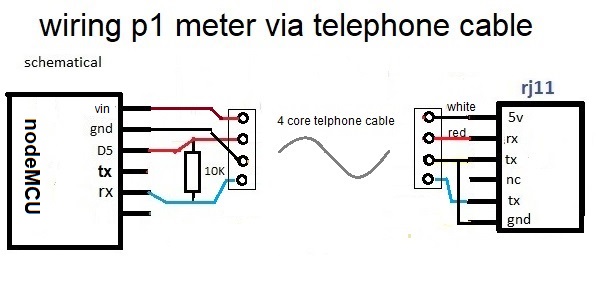 wiring p1 meter via telephone cable
schematical
nodeMCU
vin
gnd
D5
tx
rx
10K
4 core telphone cable
white
red
rj11
5v
rx
tx
nc
tx
gnd